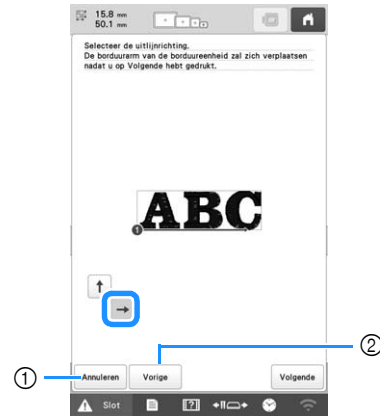 15.8 mm
50.1 mm
Selecteer de uitlijnrichting.
De borduurarm van de borduureenheid zal zich verplaatsen
nadat u op Volgende hebt gedrukt.
ABC
1
Annuleren Vorige Volgende
① ②
Slot